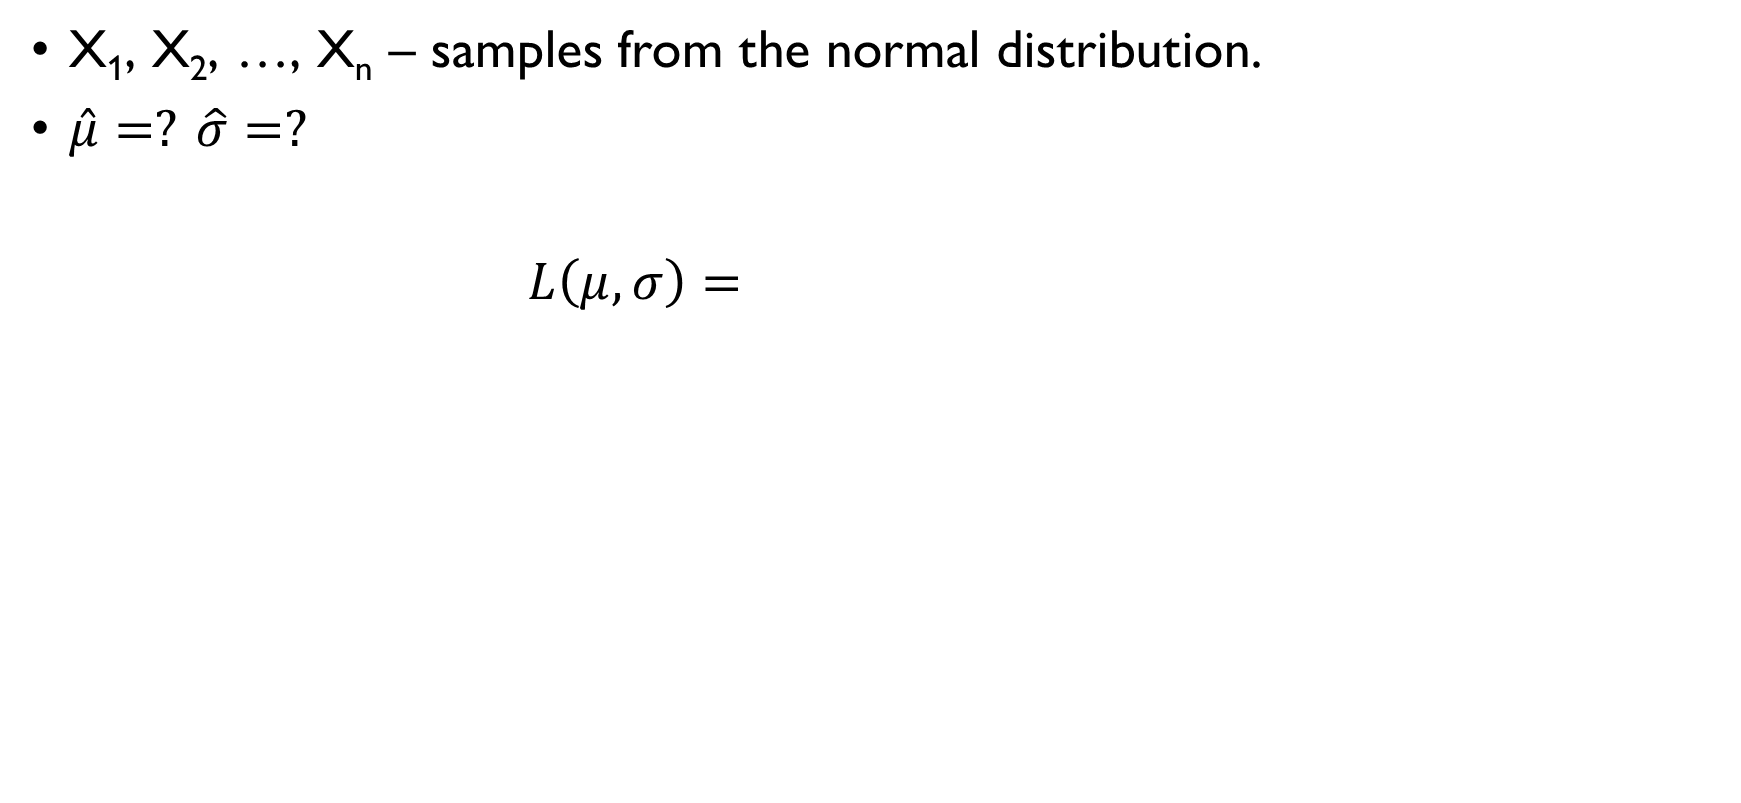 • X₁, X₂, …, Xₙ – samples from the normal distribution.
• μ̂ =? σ̂ =?
L(μ, σ) =